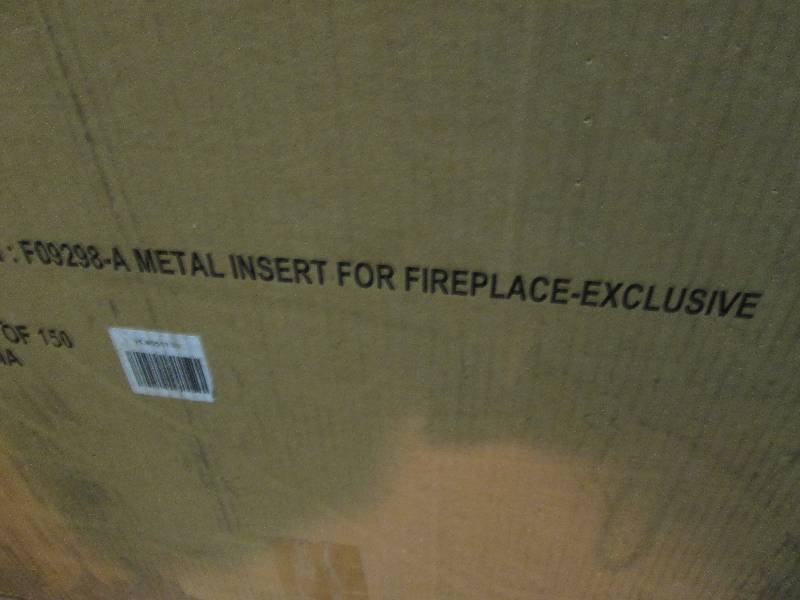 : F09298-A METAL INSERT FOR FIREPLACE-EXCLUSIVE
OF 150